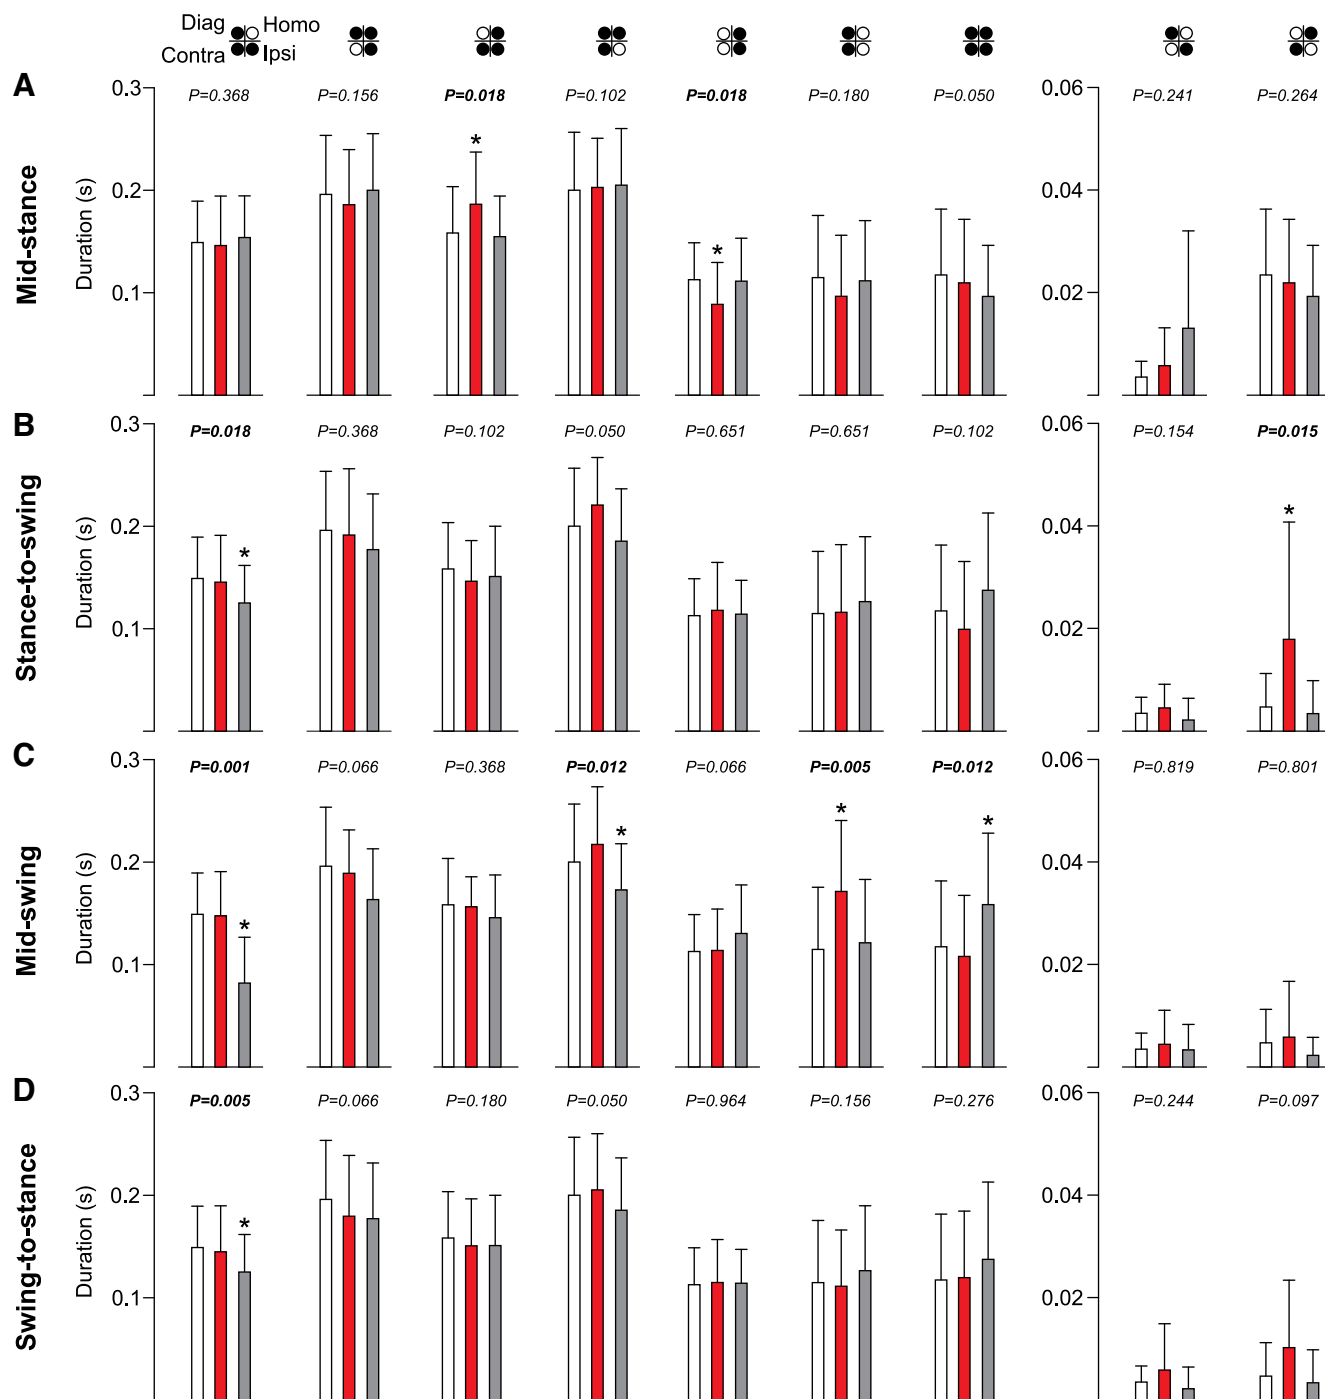 Diag Homo
Contra Ipsi
A
Mid-stance
Duration (s)
0.3
0.2
0.1
P=0.368 P=0.156 P=0.018 P=0.102 P=0.018 P=0.180 P=0.050
*
*
0.06
0.04
0.02
P=0.241 P=0.264
B
Stance-to-swing
Duration (s)
0.3
0.2
0.1
P=0.018 P=0.368 P=0.102 P=0.050 P=0.651 P=0.651 P=0.102
*
0.06
0.04
0.02
P=0.154 P=0.015
*
C
Mid-swing
Duration (s)
0.3
0.2
0.1
P=0.001 P=0.066 P=0.368 P=0.012 P=0.066 P=0.005 P=0.012
*
*
*
*
0.06
0.04
0.02
P=0.819 P=0.801
D
Swing-to-stance
Duration (s)
0.3
0.2
0.1
P=0.005 P=0.066 P=0.180 P=0.050 P=0.964 P=0.156 P=0.276
*
0.06
0.04
0.02
P=0.244 P=0.097